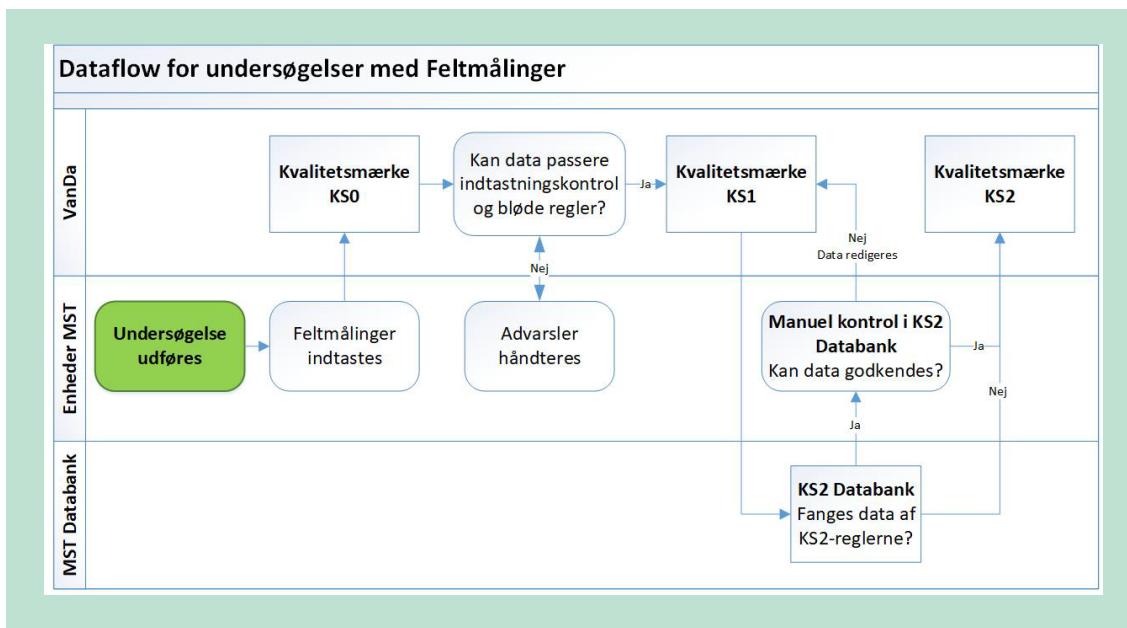 Dataflow for undersøgelser med Feltmålinger
VanDa
Kvalitetsmærke
KS0
Kan data passere
indtastningskontrol
og bløde regler?
Ja
Kvalitetsmærke
KS1
Kvalitetsmærke
KS2
Nej
Nej
Data redigeres
Enheder MST
Undersøgelse
udføres
Feltmålinger
indtastes
Advarsler
håndteres
Manuel kontrol i KS2
Databank
Kan data godkendes?
Ja
Nej
Ja
MST Databank
KS2 Databank
Fanges data af
KS2-reglerne?